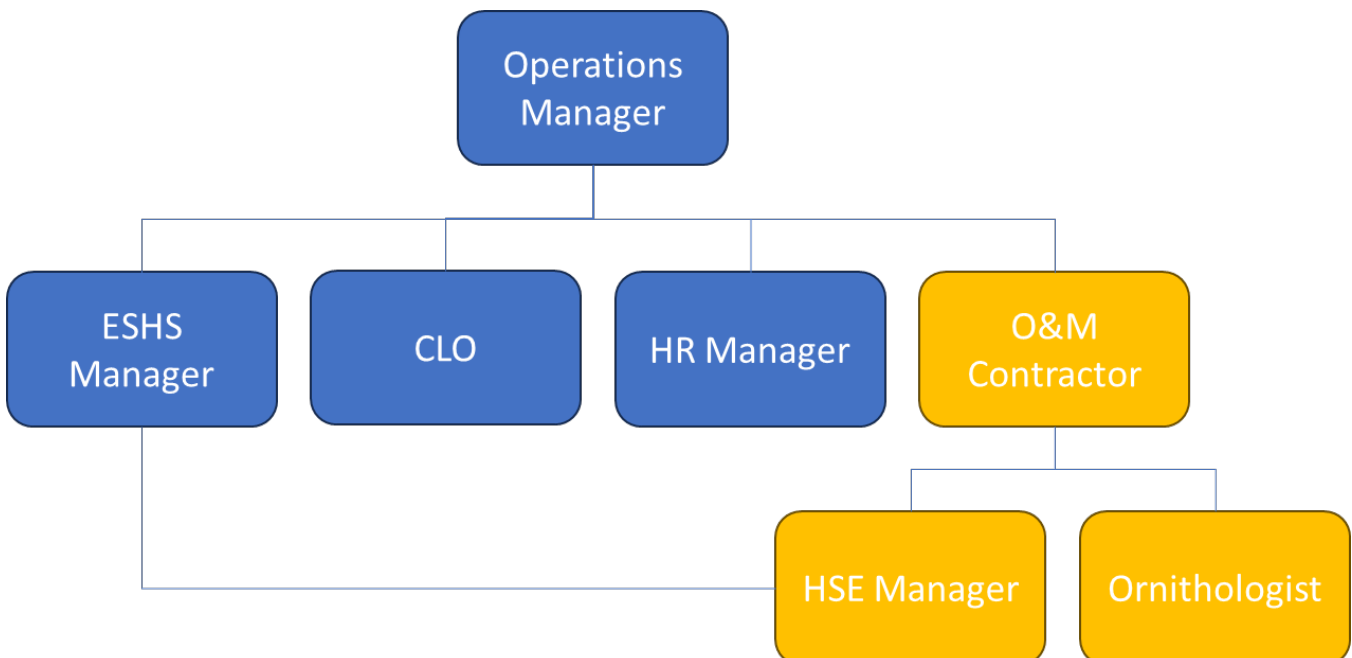 Operations
Manager
ESHS
Manager
CLO
HR Manager
O&M
Contractor
HSE Manager
Ornithologist